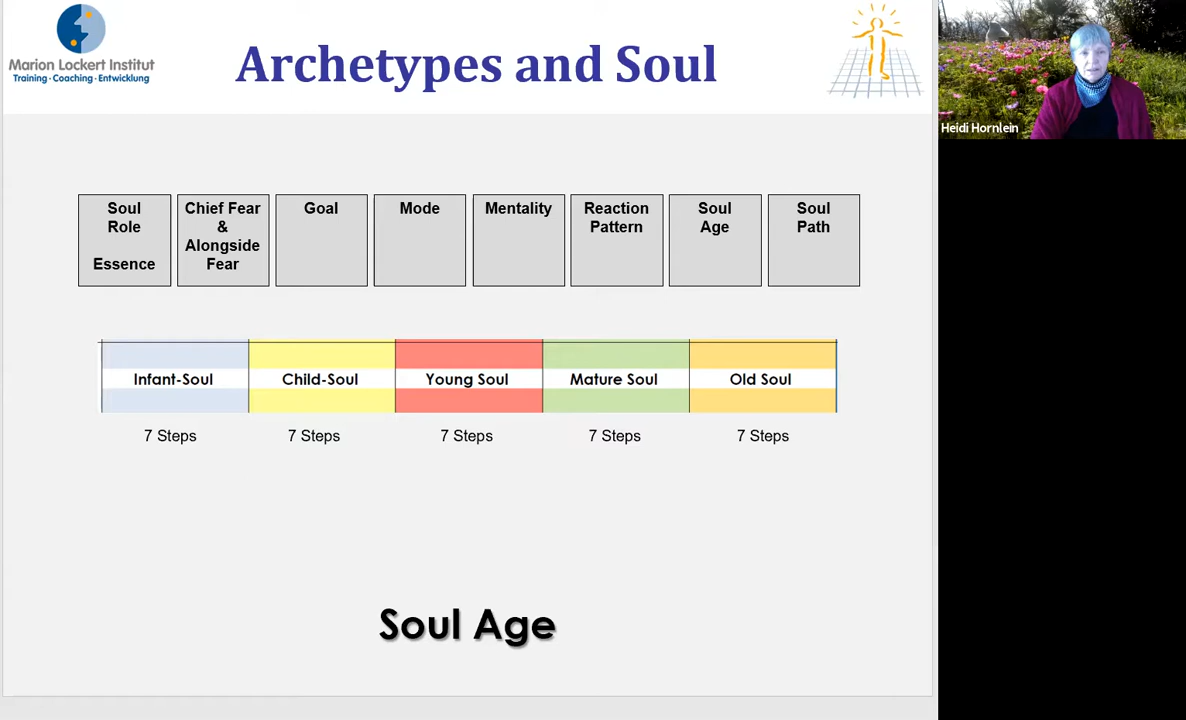 Marion Lockert Institut
Training · Coaching · Entwicklung
Archetypes and Soul
Heidi Hornlein
Soul
Role
Essence
Chief Fear
&
Alongside
Fear
Goal
Mode
Mentality
Reaction
Pattern
Soul
Age
Soul
Path
Infant-Soul
Child-Soul
Young Soul
Mature Soul
Old Soul
7 Steps
7 Steps
7 Steps
7 Steps
7 Steps
Soul Age